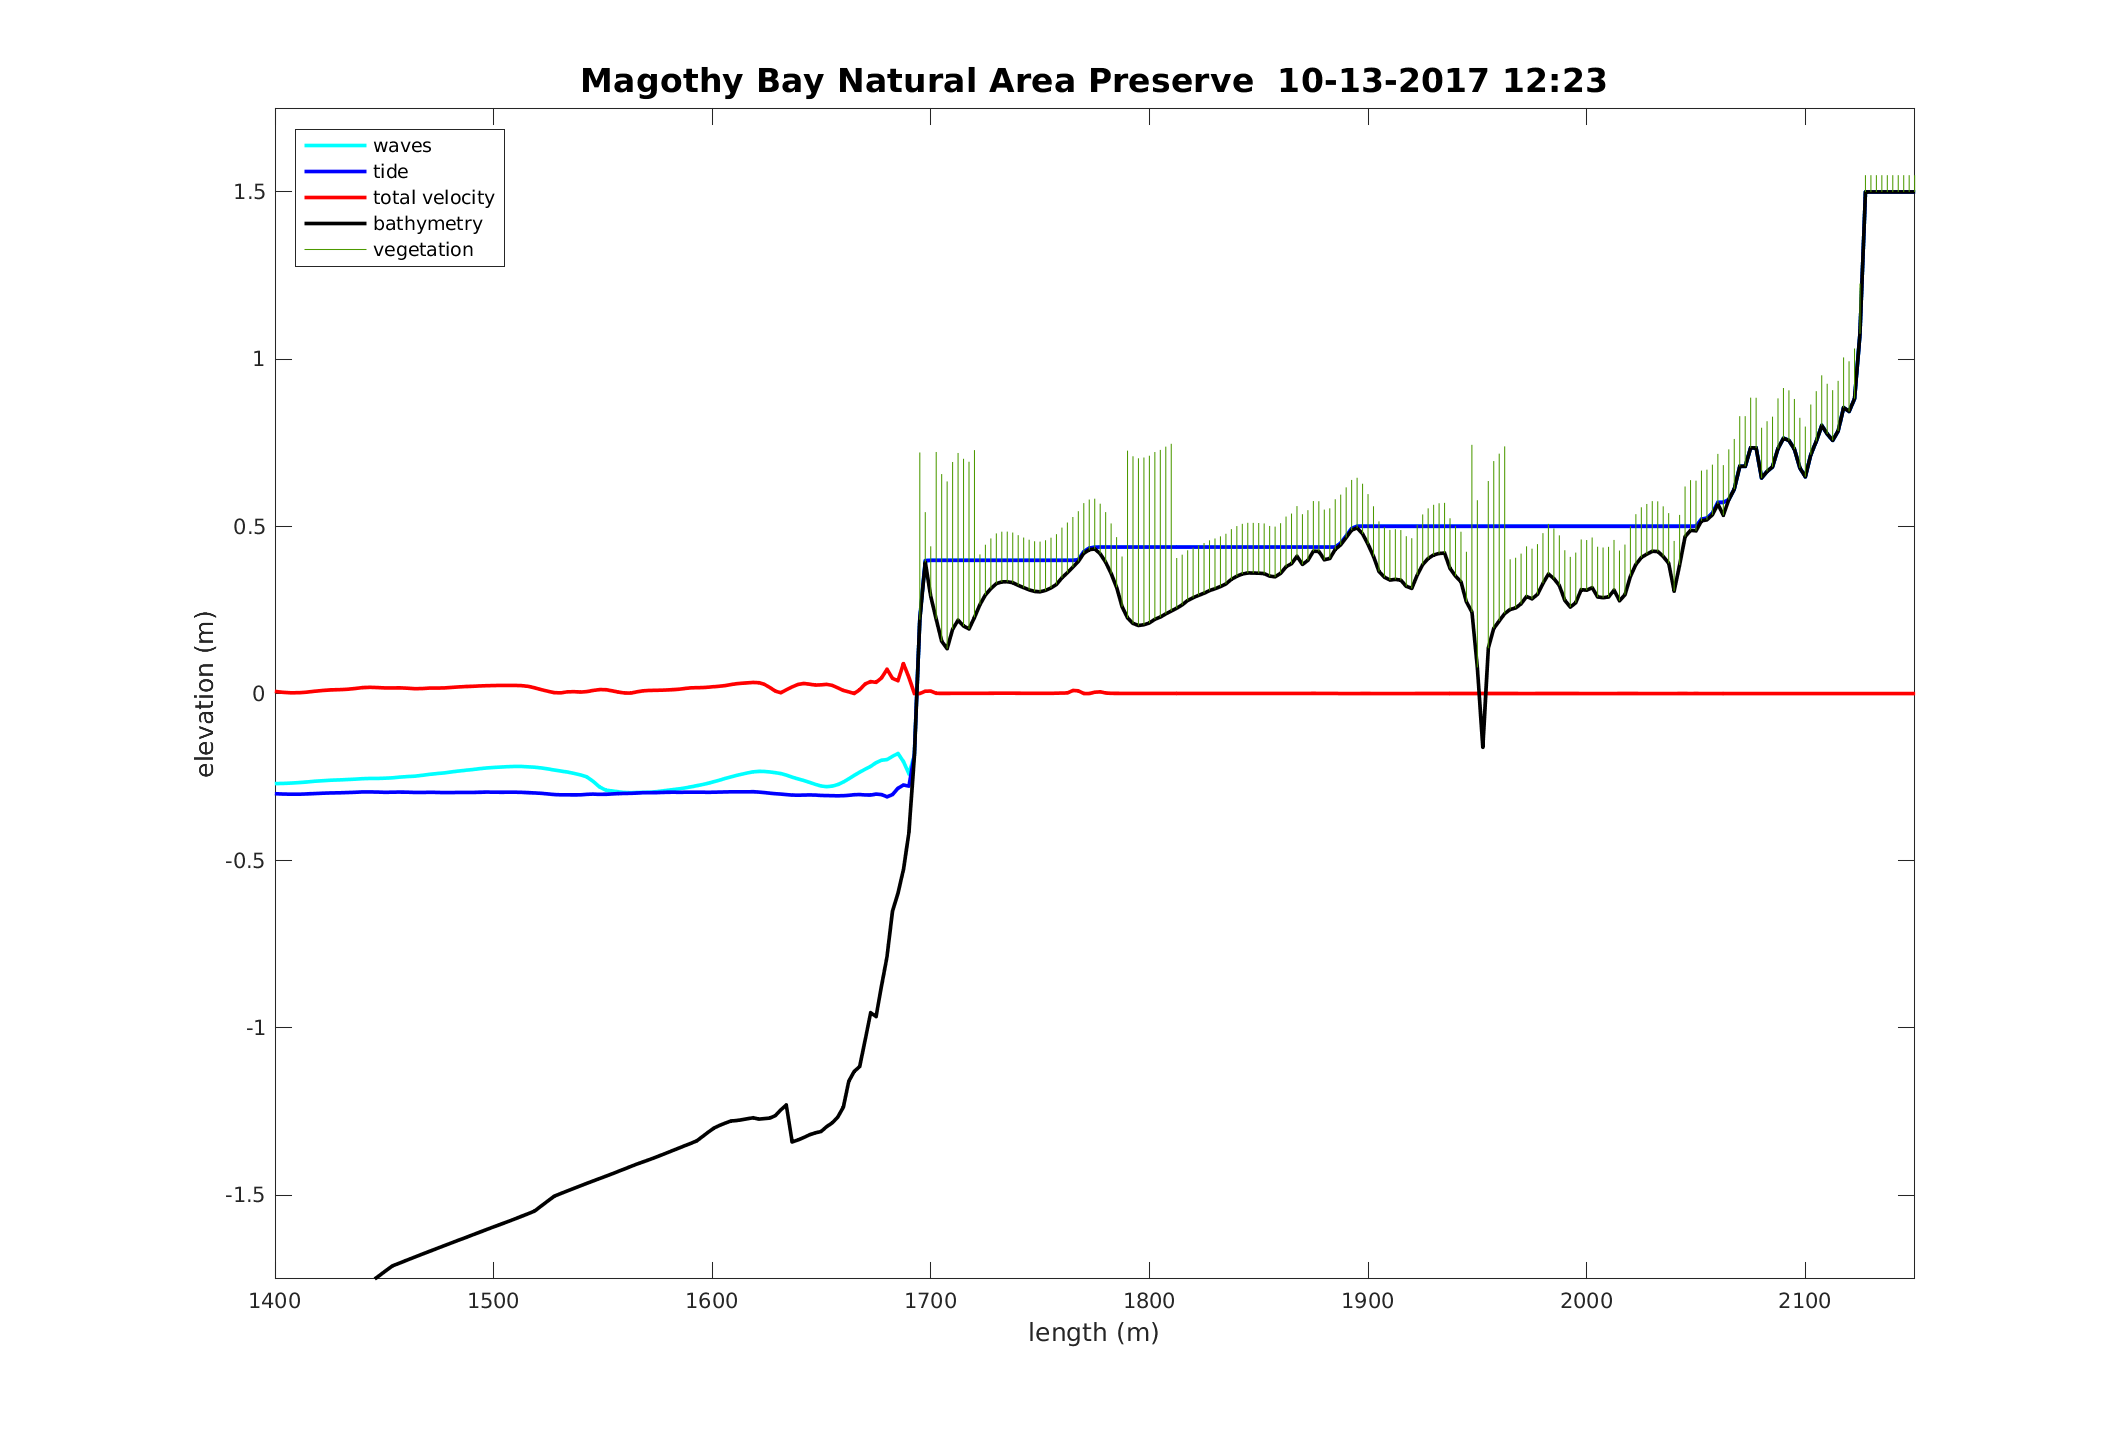 Magothy Bay Natural Area Preserve  10-13-2017 12:23
waves
tide
total velocity
bathymetry
vegetation
1.5
1
0.5
0
-0.5
-1
-1.5
elevation (m)
1400 1500 1600 1700 1800 1900 2000 2100
length (m)